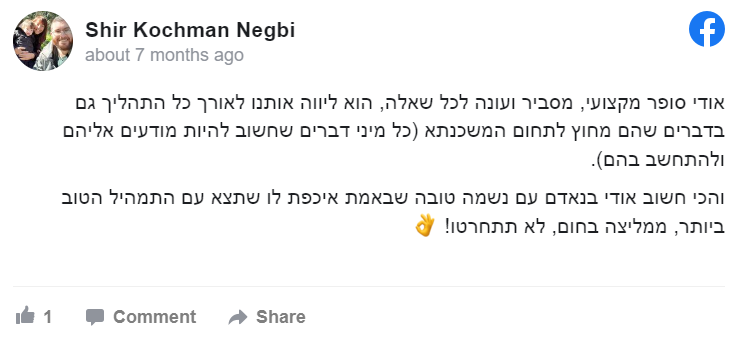 Shir Kochman Negbi
about 7 months ago
אודי סופר מקצועי, מסביר ועונה לכל שאלה, הוא ליווה אותנו לאורך כל התהליך גם
בדברים שהם מחוץ לתחום המשכנתא (כל מיני דברים שחשוב להיות מודעים אליהם
ולהתחשב בהם).
והכי חשוב אודי בנאדם עם נשמה טובה שבאמת איכפת לו שתצא עם התמהיל הטוב
ביותר, ממליצה בחום, לא תתחרטו! 👌
1 Comment Share